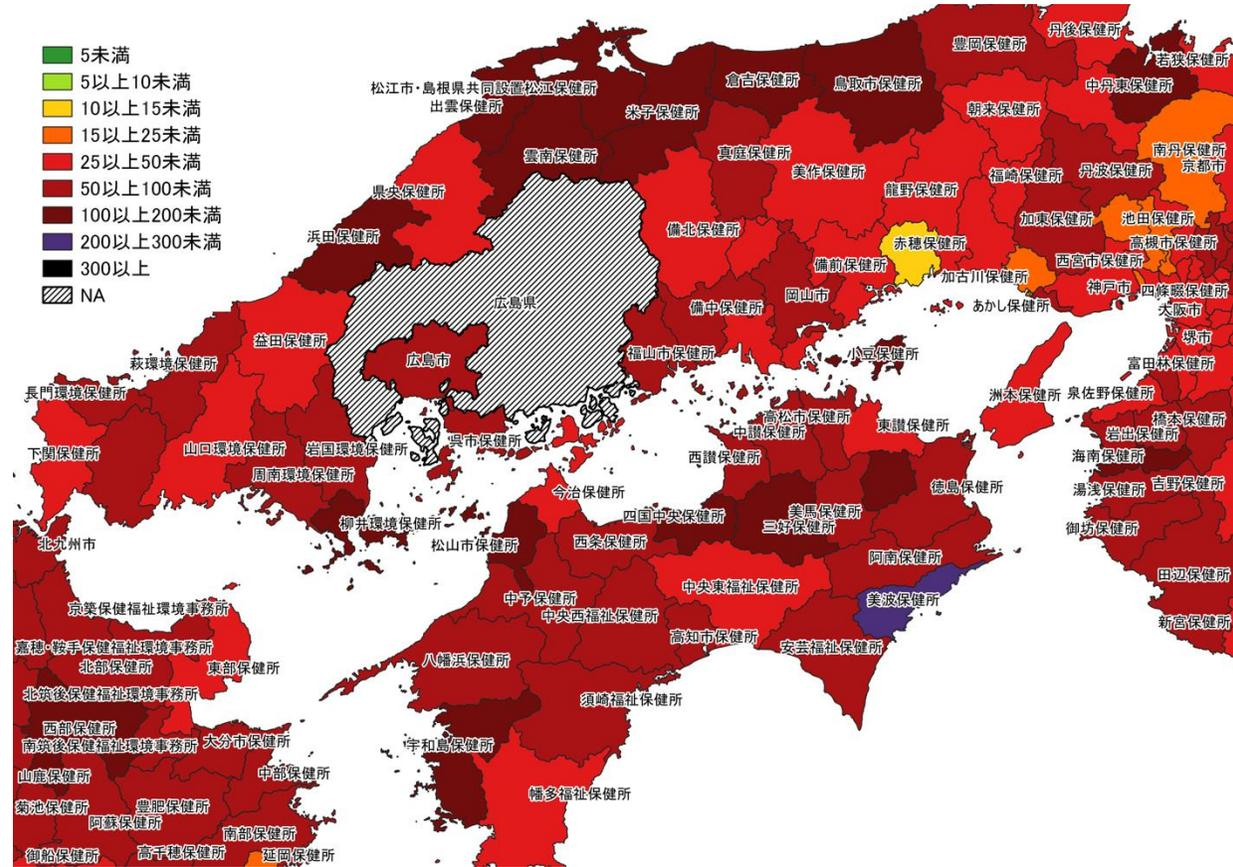 5未満
5以上10未満
10以上15未満
15以上25未満
25以上50未満
50以上100未満
100以上200未満
200以上300未満
300以上
NA
丹後保健所
豊岡保健所
若狭保健所
倉吉保健所
鳥取市保健所
中丹東保健所
松江市・島根県共同設置松江保健所
出雲保健所
米子保健所
朝来保健所
雲南保健所
真庭保健所
美作保健所
南丹保健所
京都市
県央保健所
龍野保健所
福崎保健所
丹波保健所
浜田保健所
備北保健所
加東保健所
池田保健所
赤穂保健所
高槻市保健所
備前保健所
西宮市保健所
加古川保健所
神戸市
四條畷保健所
広島県
備中保健所
岡山市
あかし保健所
大阪市
益田保健所
堺市
萩環境保健所
広島市
福山市保健所
小豆保健所
富田林保健所
長門環境保健所
洲本保健所
泉佐野保健所
高松市保健所
橋本保健所
中讃保健所
東讃保健所
岩出保健所
呉市保健所
下関保健所
山口環境保健所
岩国環境保健所
西讃保健所
海南保健所
周南環境保健所
今治保健所
徳島保健所
湯浅保健所
吉野保健所
四国中央保健所
美馬保健所
柳井環境保健所
三好保健所
御坊保健所
北九州市
松山市保健所
西条保健所
阿南保健所
中央東福祉保健所
田辺保健所
中予保健所
美波保健所
京築保健福祉環境事務所
中央西福祉保健所
新宮保健所
高知市保健所
嘉穂・鞍手保健福祉環境事務所
安芸福祉保健所
北部保健所
東部保健所
八幡浜保健所
北筑後保健福祉環境事務所
須崎福祉保健所
西部保健所
南筑後保健福祉環境事務所
大分市保健所
宇和島保健所
山鹿保健所
中部保健所
幡多福祉保健所
菊池保健所
豊肥保健所
阿蘇保健所
南部保健所
御船保健所
高千穂保健所
延岡保健所